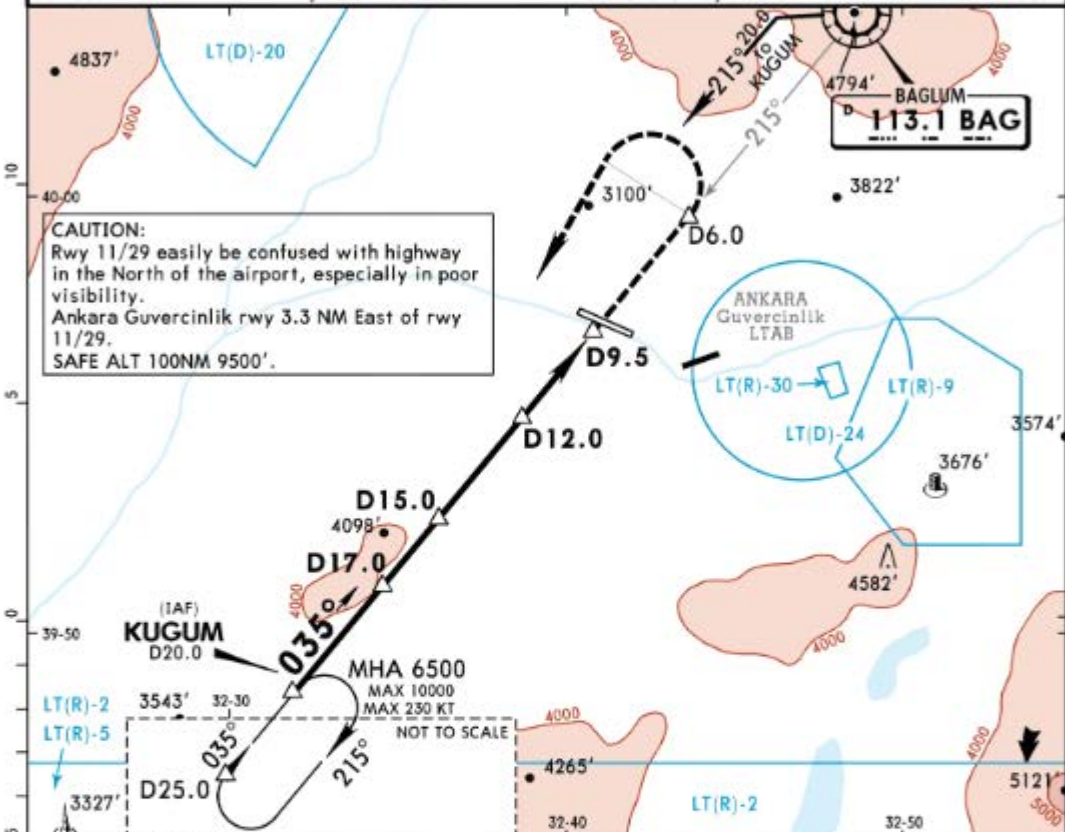 4837'
LT(D)-20
4000
4000
215° 20.0 to KUGUM
4794'
4000
BAGLUM
D 113.1 BAG
215°
4000
10
40-00
3100'
3822'
D6.0
CAUTION:
Rwy 11/29 easily be confused with highway
in the North of the airport, especially in poor
visibility.
Ankara Guvercinlik rwy 3.3 NM East of rwy
11/29.
SAFE ALT 100NM 9500'.
ANKARA
Guvercinlik
LTAB
D9.5
LT(R)-30
LT(R)-9
5
D12.0
LT(D)-24
3574'
3676'
D15.0
4098'
D17.0
4582'
4000
(IAF)
KUGUM
D20.0
035°
0
39-50
4000
MHA 6500
MAX 10000
MAX 230 KT
LT(R)-2
LT(R)-5
3543'
32-30
NOT TO SCALE
4000
4000
035°
215°
D25.0
4265'
5121'
3327'
LT(R)-2
5000
32-40
32-50
5